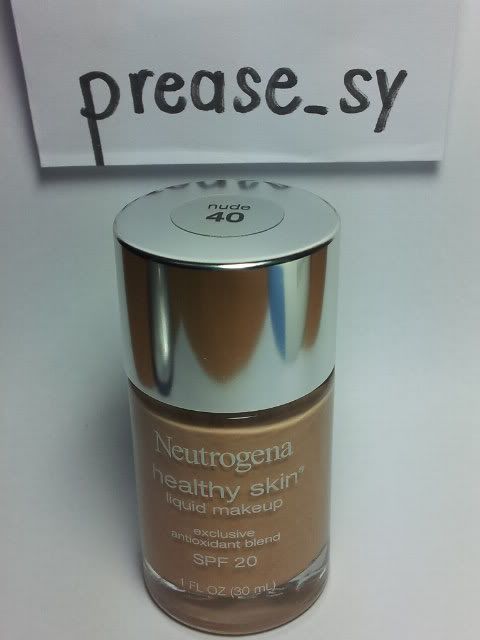 prease_sy
nude
40
Neutrogena
healthy skin®
liquid makeup
exclusive
antioxidant blend
SPF 20
1 FL OZ (30 mL)